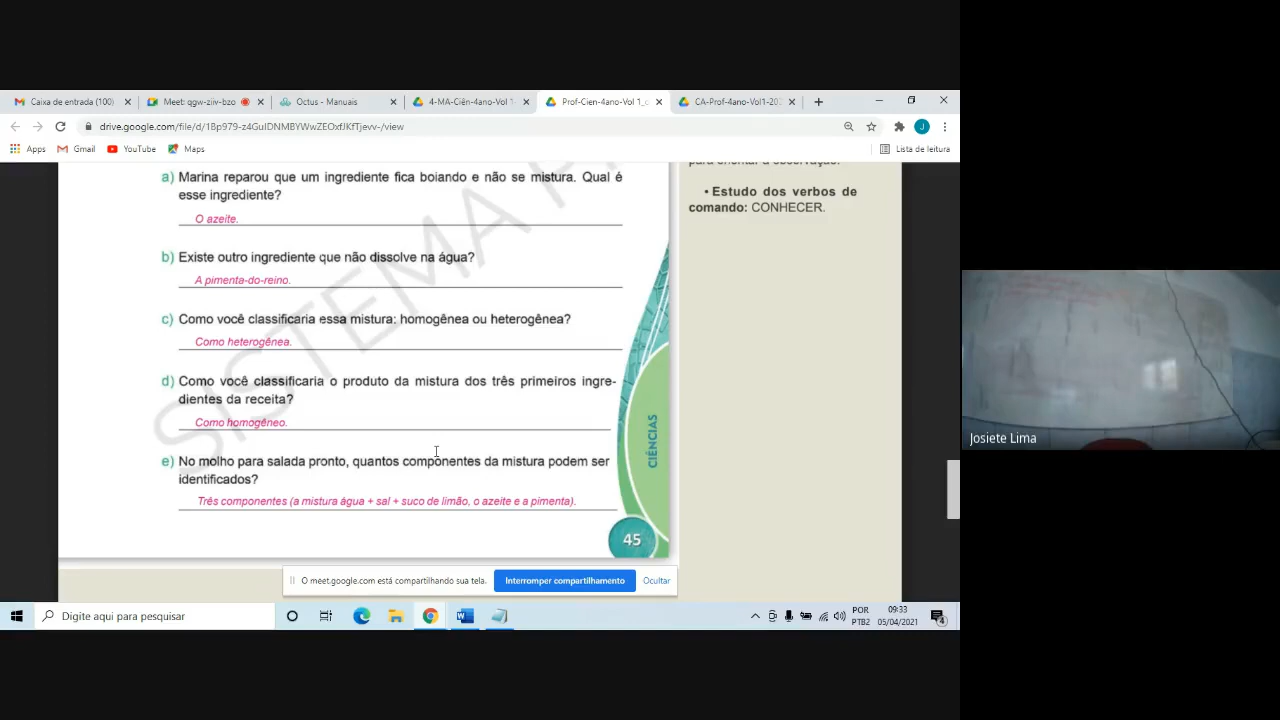 Caixa de entrada (100)
Meet: qgw-ziiv-bzo
Octus - Manuais
4-MA-Ciên-4ano-Vol 1
Prof-Cien-4ano-Vol 1_
CA-Prof-4ano-Vol1-202
drive.google.com/file/d/1Bp979-z4GuIDNMBYWwZEOxfJKfTjevv-/view
Apps
Gmail
YouTube
Maps
Lista de leitura
para orientar a observação.
• Estudo dos verbos de
comando: CONHECER.
a) Marina reparou que um ingrediente fica boiando e não se mistura. Qual é
esse ingrediente?
O azeite.
b) Existe outro ingrediente que não dissolve na água?
A pimenta-do-reino.
c) Como você classificaria essa mistura: homogênea ou heterogênea?
Como heterogênea.
d) Como você classificaria o produto da mistura dos três primeiros ingre-
dientes da receita?
Como homogêneo.
e) No molho para salada pronto, quantos componentes da mistura podem ser
identificados?
Três componentes (a mistura água + sal + suco de limão, o azeite e a pimenta).
SISTEMA
CIÊNCIAS
45
O meet.google.com está compartilhando sua tela.
Interromper compartilhamento
Ocultar
Digite aqui para pesquisar
POR
PTB2
09:33
05/04/2021
4
Josiete Lima